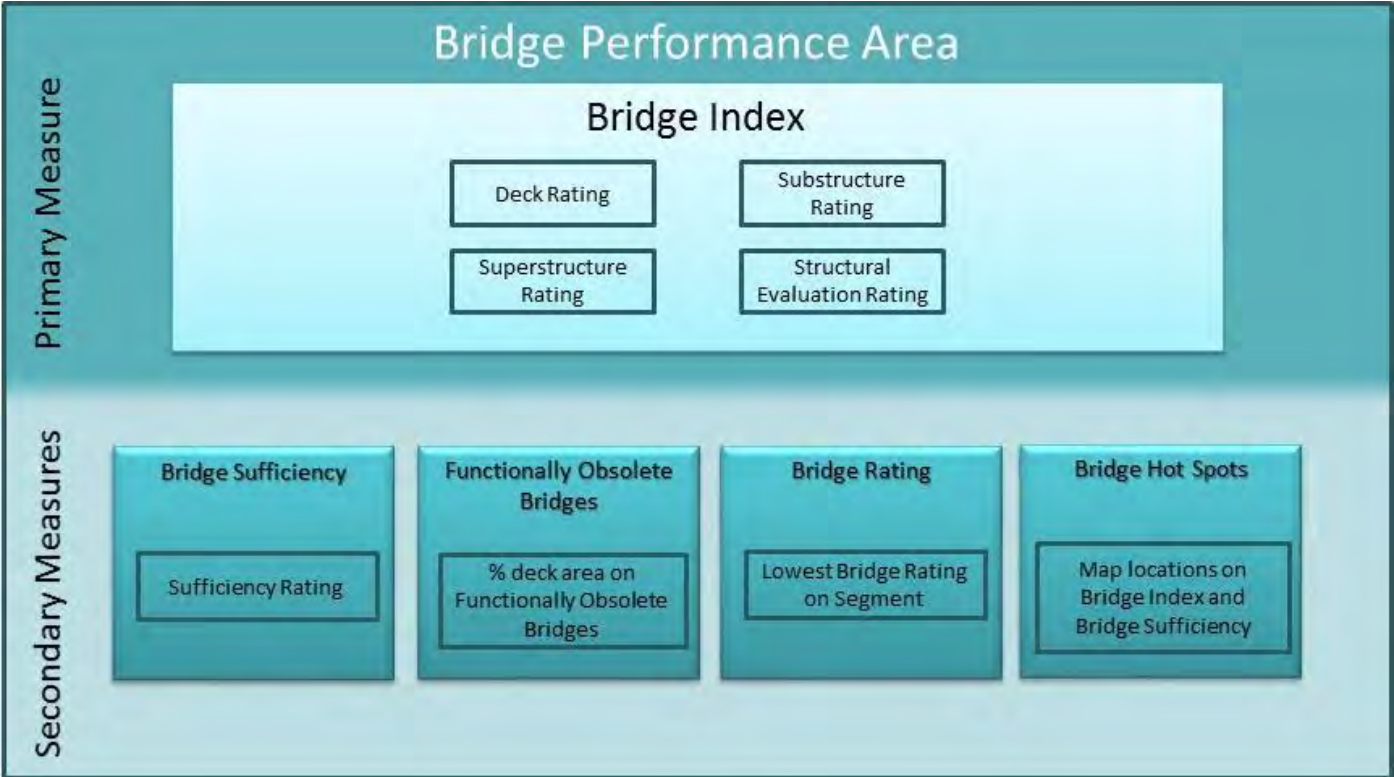 Bridge Performance Area
Primary Measure
Bridge Index
Deck Rating
Substructure
Rating
Superstructure
Rating
Structural
Evaluation Rating
Secondary Measures
Bridge Sufficiency
Sufficiency Rating
Functionally Obsolete
Bridges
% deck area on
Functionally Obsolete
Bridges
Bridge Rating
Lowest Bridge Rating
on Segment
Bridge Hot Spots
Map locations on
Bridge Index and
Bridge Sufficiency